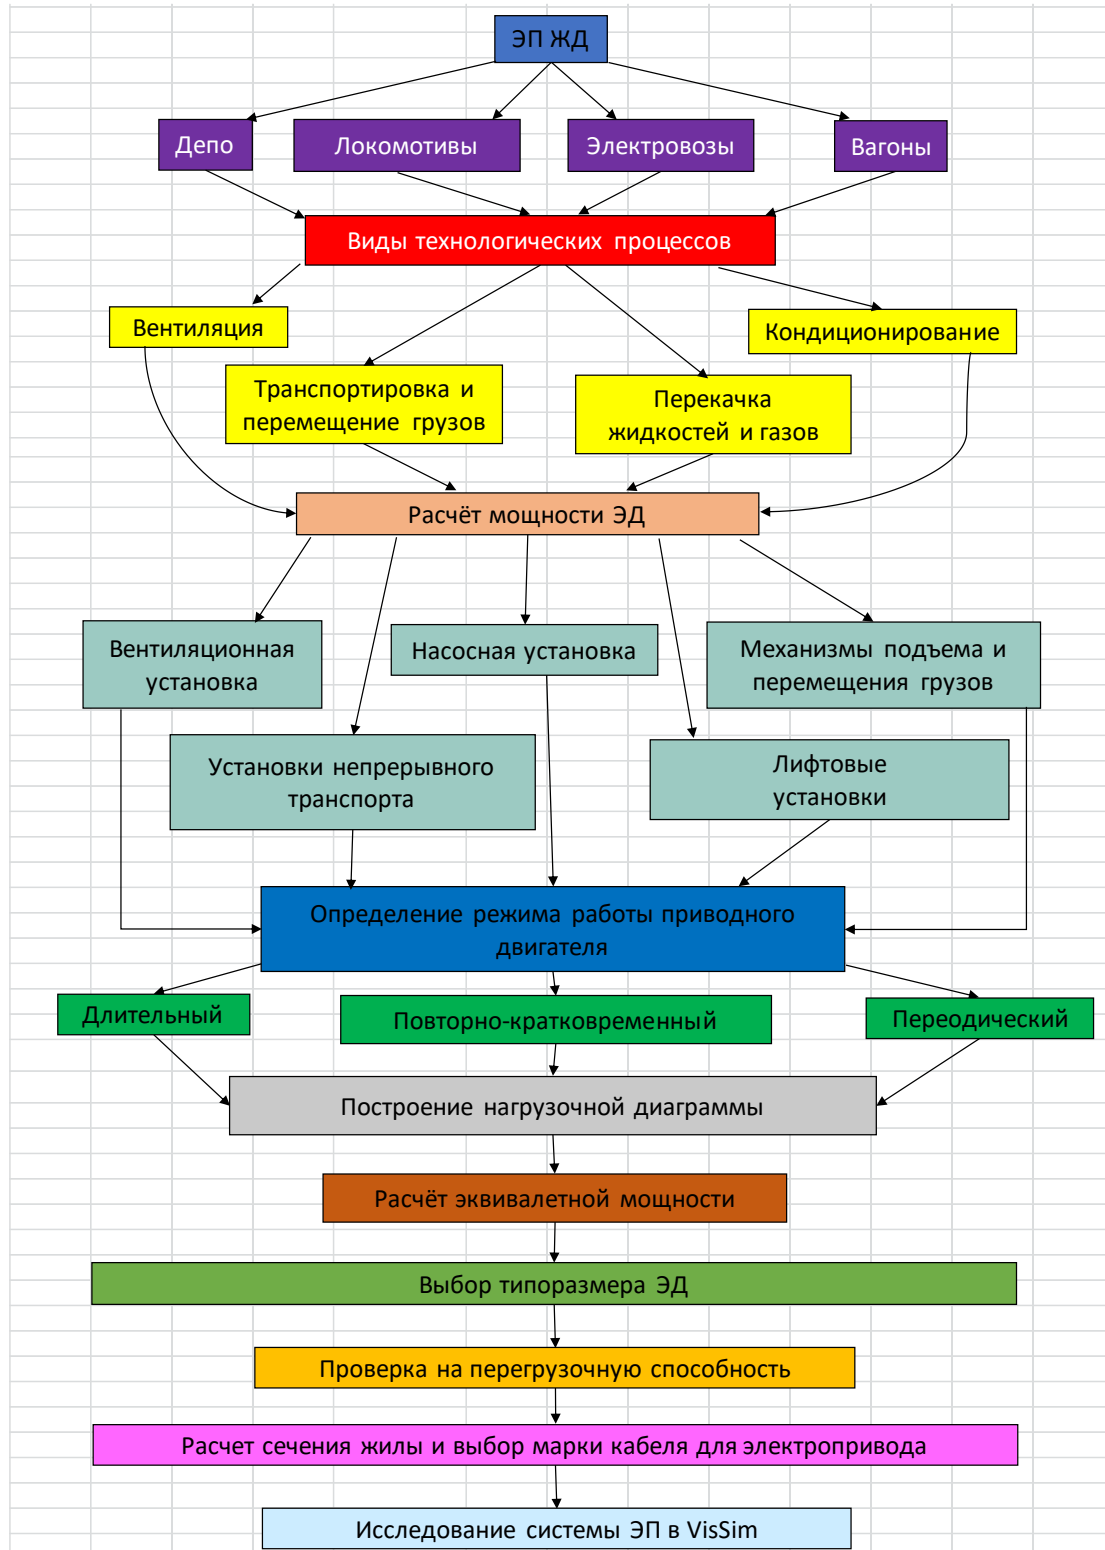 ЭП ЖД
Депо
Локомотивы
Электровозы
Вагоны
Виды технологических процессов
Вентиляция
Кондиционирование
Транспортировка и
перемещение грузов
Перекачка
жидкостей и газов
Расчёт мощности ЭД
Вентиляционная
установка
Насосная установка
Механизмы подъема и
перемещения грузов
Установки непрерывного
транспорта
Лифтовые
установки
Определение режима работы приводного
двигателя
Длительный
Повторно-кратковременный
Переодический
Построение нагрузочной диаграммы
Расчёт эквивалетной мощности
Выбор типоразмера ЭД
Проверка на перегрузочную способность
Расчет сечения жилы и выбор марки кабеля для электропривода
Исследование системы ЭП в VisSim